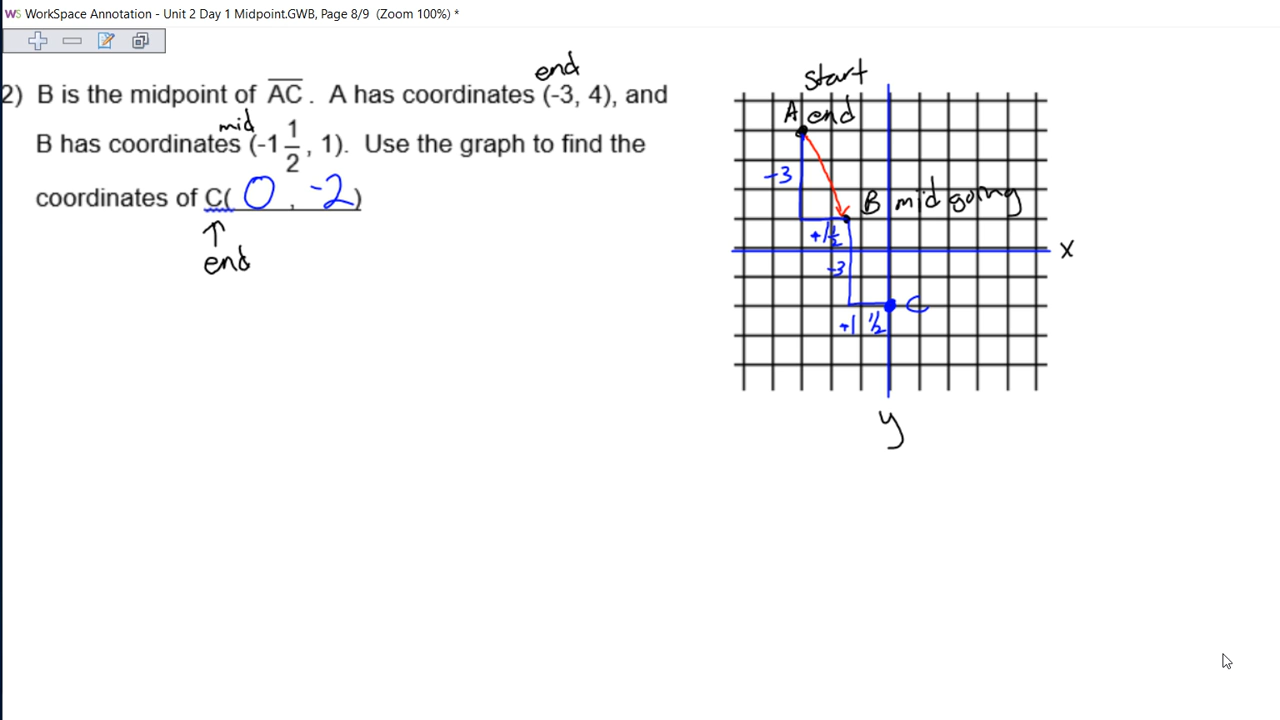 WS WorkSpace Annotation - Unit 2 Day 1 Midpoint.GWB, Page 8/9 (Zoom 100%) *
end
2) B is the midpoint of AC. A has coordinates (-3, 4), and
mid
B has coordinates (-1 1/2, 1). Use the graph to find the
coordinates of C( 0 , -2 )
↑
end
start
A end
-3
B mid going
+1 1/2
x
-3
C
+1 1/2
y